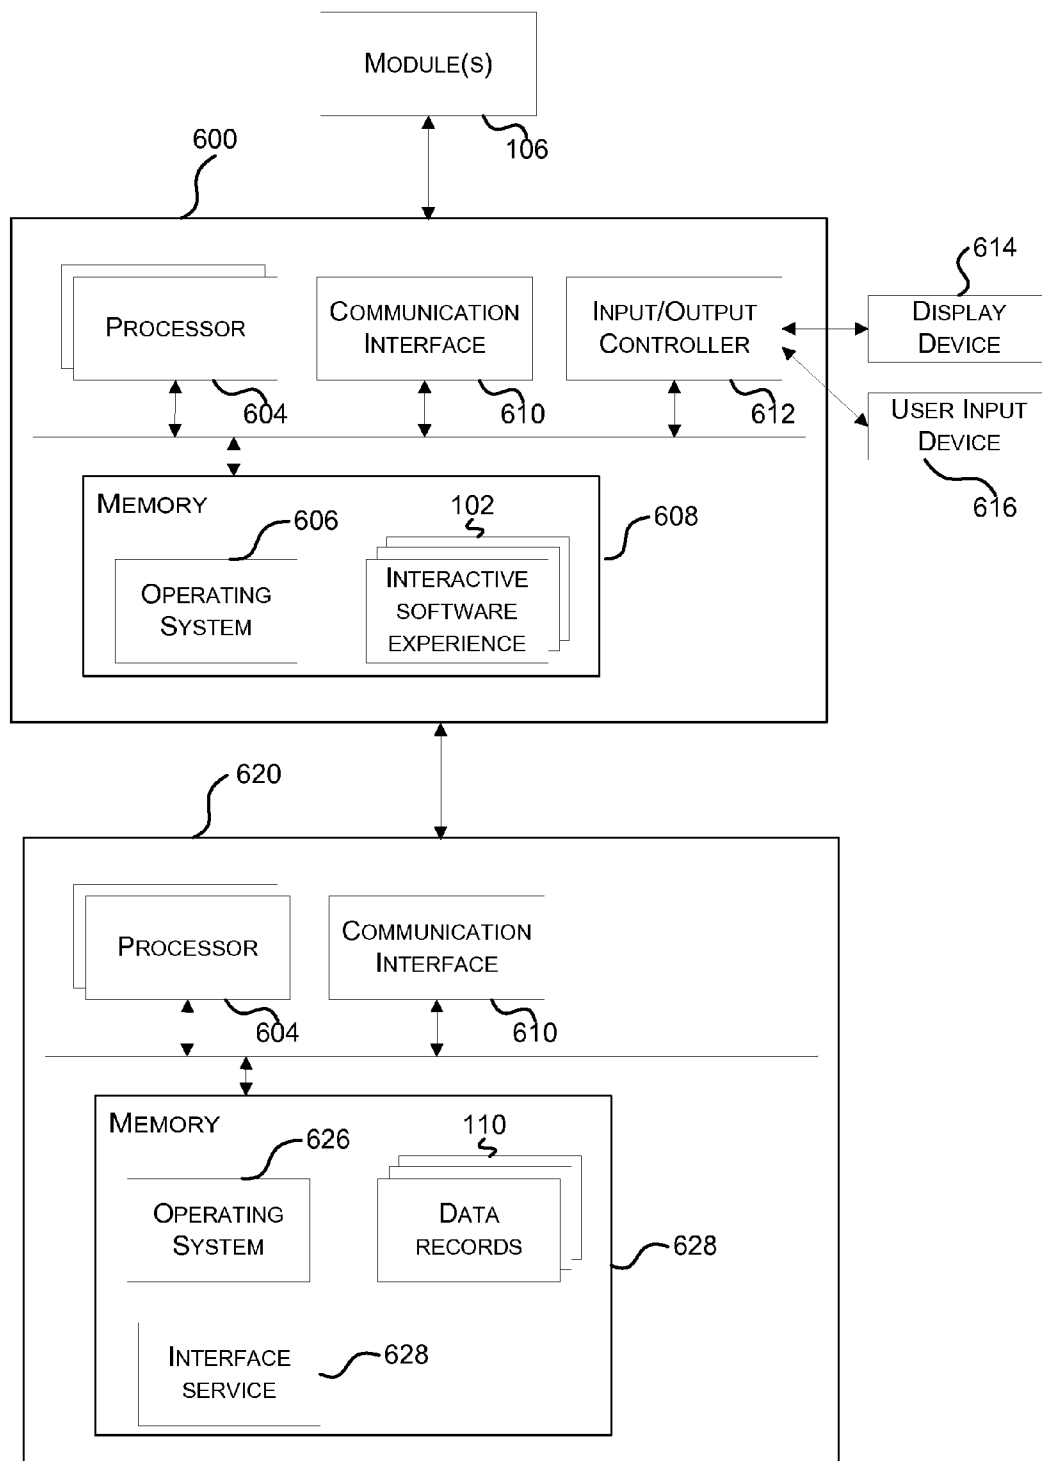 MODULE(S)
106
600
PROCESSOR
604
COMMUNICATION
INTERFACE
610
INPUT/OUTPUT
CONTROLLER
612
614
DISPLAY
DEVICE
USER INPUT
DEVICE
616
MEMORY
606
OPERATING
SYSTEM
102
INTERACTIVE
SOFTWARE
EXPERIENCE
608
620
PROCESSOR
604
COMMUNICATION
INTERFACE
610
MEMORY
626
OPERATING
SYSTEM
110
DATA
RECORDS
628
INTERFACE
SERVICE
628